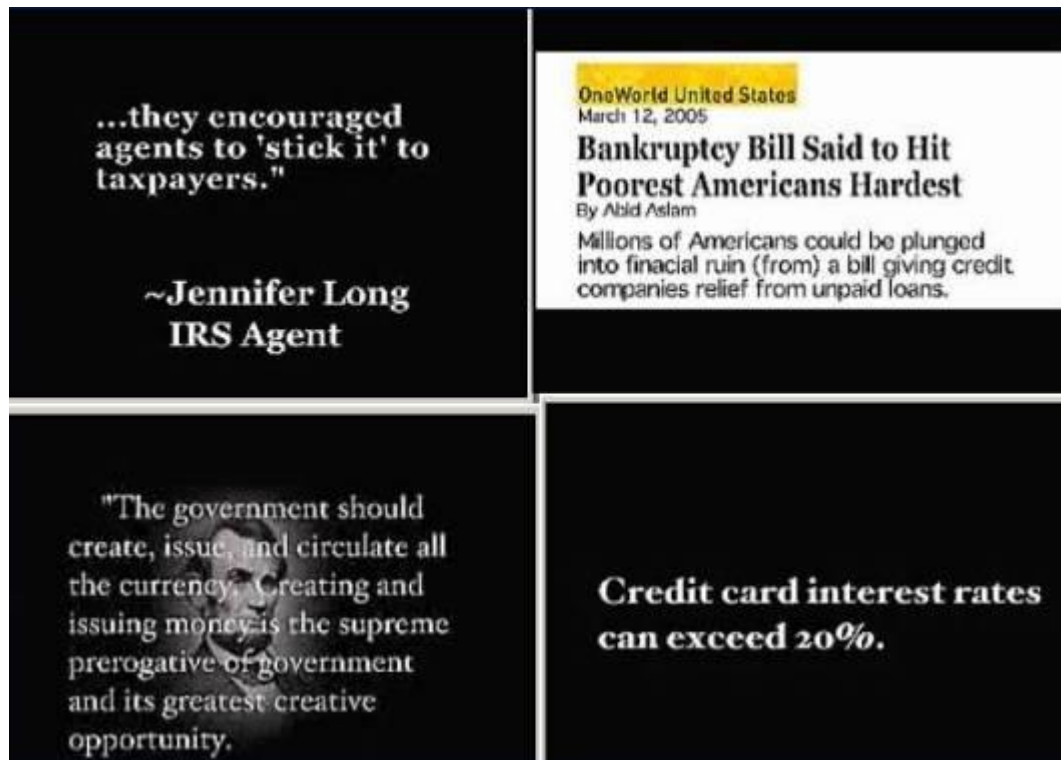 ...they encouraged
agents to 'stick it' to
taxpayers."
~Jennifer Long
IRS Agent
OneWorld United States
March 12, 2005
Bankruptcy Bill Said to Hit
Poorest Americans Hardest
By Abid Aslam
Millions of Americans could be plunged
into finacial ruin (from) a bill giving credit
companies relief from unpaid loans.
"The government should
create, issue, and circulate all
the currency. Creating and
issuing money is the supreme
prerogative of government
and its greatest creative
opportunity.
Credit card interest rates
can exceed 20%.